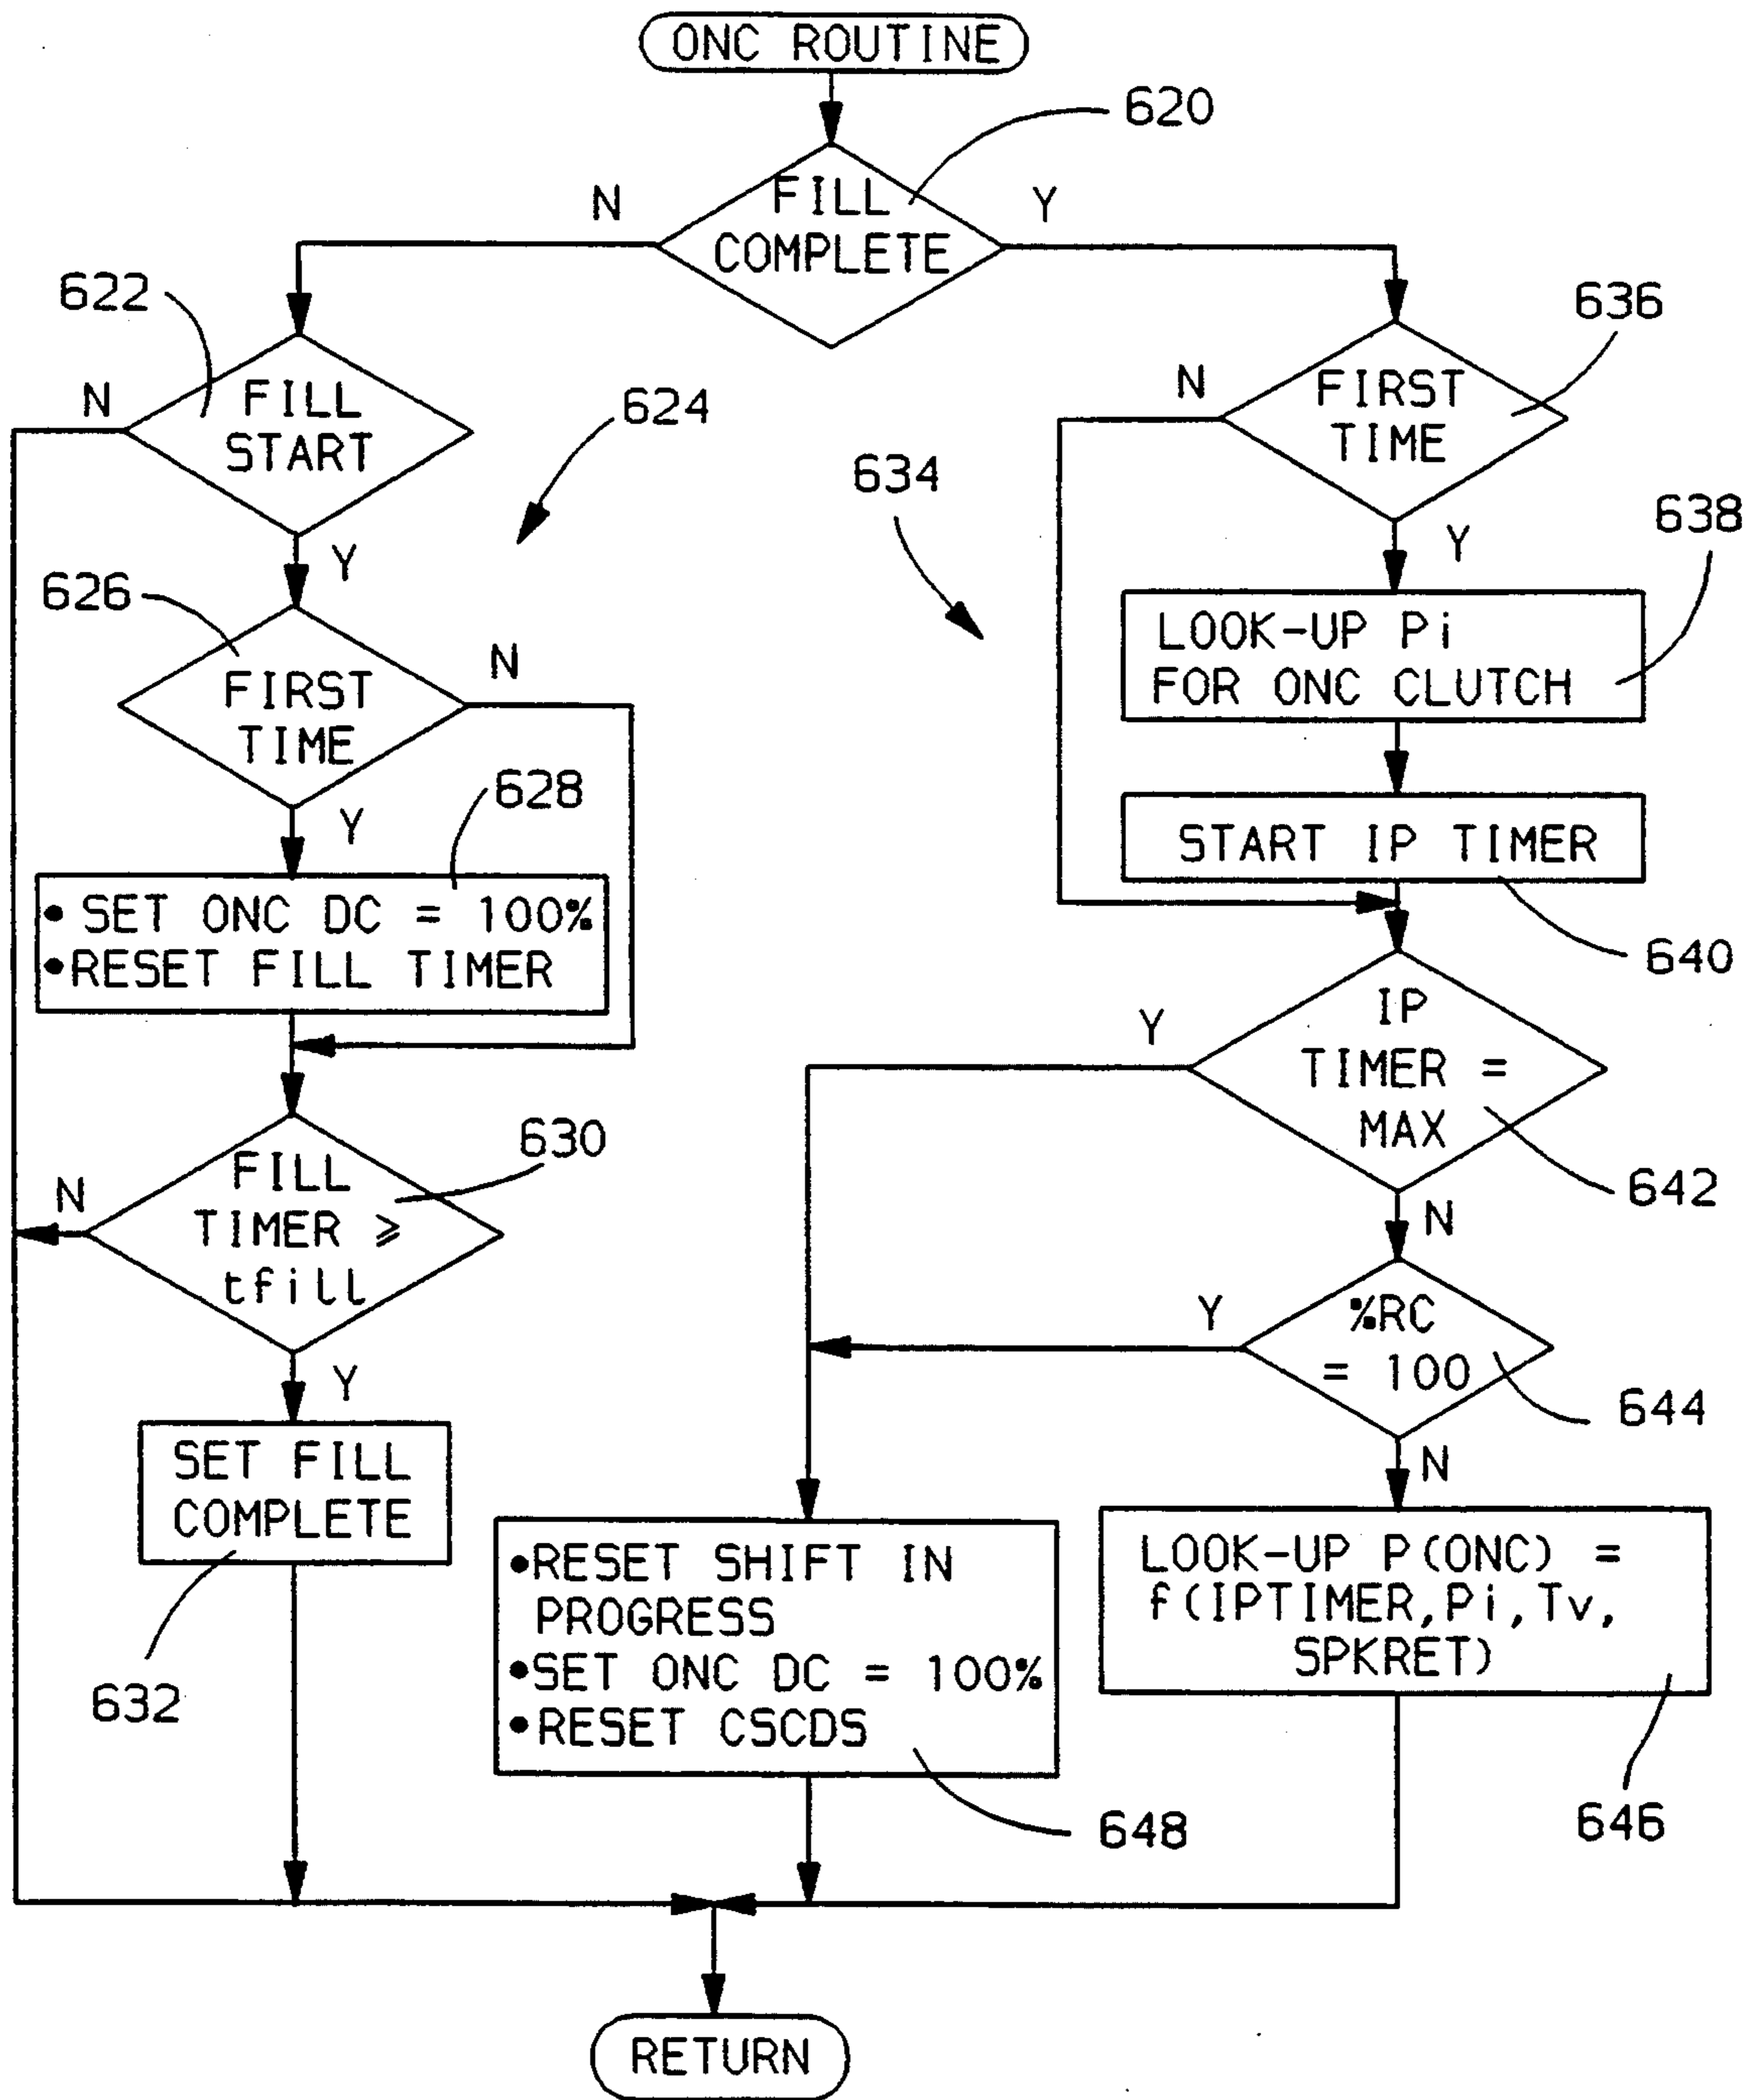 ONC ROUTINE
620
N
FILL
Y
COMPLETE
622
N
FILL
START
624
Y
626
N
FIRST
TIME
628
Y
• SET ONC DC = 100%
•RESET FILL TIMER
630
N
FILL
TIMER ⩾
tfill
Y
SET FILL
COMPLETE
632
636
N
FIRST
TIME
634
638
Y
LOOK-UP Pi
FOR ONC CLUTCH
START IP TIMER
640
Y
IP
TIMER =
MAX
642
N
Y
%RC
= 100
644
N
•RESET SHIFT IN
PROGRESS
•SET ONC DC = 100%
•RESET CSCDS
648
LOOK-UP P(ONC) =
f(IPTIMER,Pi,Tv,
SPKRET)
646
RETURN